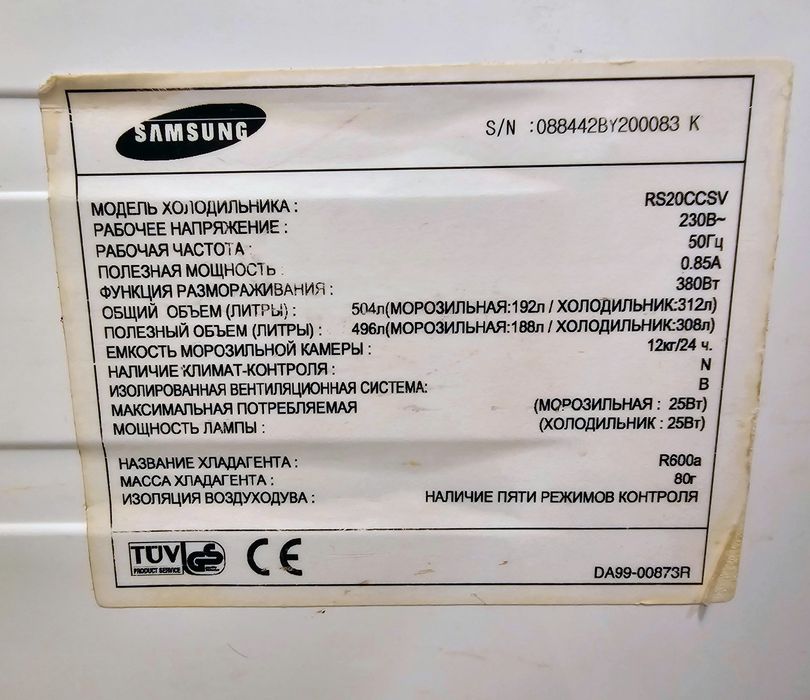 SAMSUNG
S/N :088442BY200083 K
МОДЕЛЬ ХОЛОДИЛЬНИКА : RS20CCSV
РАБОЧЕЕ НАПРЯЖЕНИЕ : 230В~
РАБОЧАЯ ЧАСТОТА : 50Гц
ПОЛЕЗНАЯ МОЩНОСТЬ : 0.85A
ФУНКЦИЯ РАЗМОРАЖИВАНИЯ : 380Вт
ОБЩИЙ ОБЪЕМ (ЛИТРЫ) : 504л(МОРОЗИЛЬНАЯ:192л / ХОЛОДИЛЬНИК:312л)
ПОЛЕЗНЫЙ ОБЪЕМ (ЛИТРЫ) : 496л(МОРОЗИЛЬНАЯ:188л / ХОЛОДИЛЬНИК:308л)
ЕМКОСТЬ МОРОЗИЛЬНОЙ КАМЕРЫ : 12кг/24 ч.
НАЛИЧИЕ КЛИМАТ-КОНТРОЛЯ : N
ИЗОЛИРОВАННАЯ ВЕНТИЛЯЦИОННАЯ СИСТЕМА: B
МАКСИМАЛЬНАЯ ПОТРЕБЛЯЕМАЯ (МОРОЗИЛЬНАЯ : 25Вт)
МОЩНОСТЬ ЛАМПЫ : (ХОЛОДИЛЬНИК : 25Вт)
НАЗВАНИЕ ХЛАДАГЕНТА : R600a
МАССА ХЛАДАГЕНТА : 80г
ИЗОЛЯЦИЯ ВОЗДУХОДУВА : НАЛИЧИЕ ПЯТИ РЕЖИМОВ КОНТРОЛЯ
TÜV GS CE
PRODUCT SERVICE
DA99-00873R